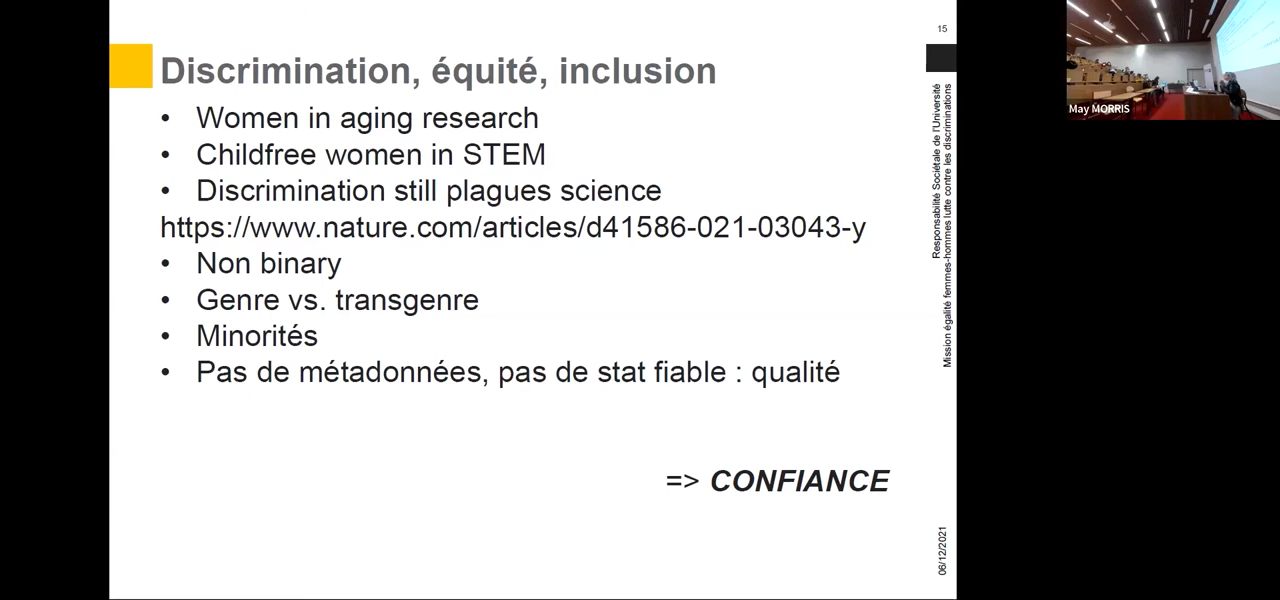 15
Discrimination, équité, inclusion
• Women in aging research
• Childfree women in STEM
• Discrimination still plagues science
https://www.nature.com/articles/d41586-021-03043-y
• Non binary
• Genre vs. transgenre
• Minorités
• Pas de métadonnées, pas de stat fiable : qualité
=> CONFIANCE
Responsabilité Sociétale de l'Université
Mission égalité femmes-hommes lutte contre les discriminations
06/12/2021
May MORRIS